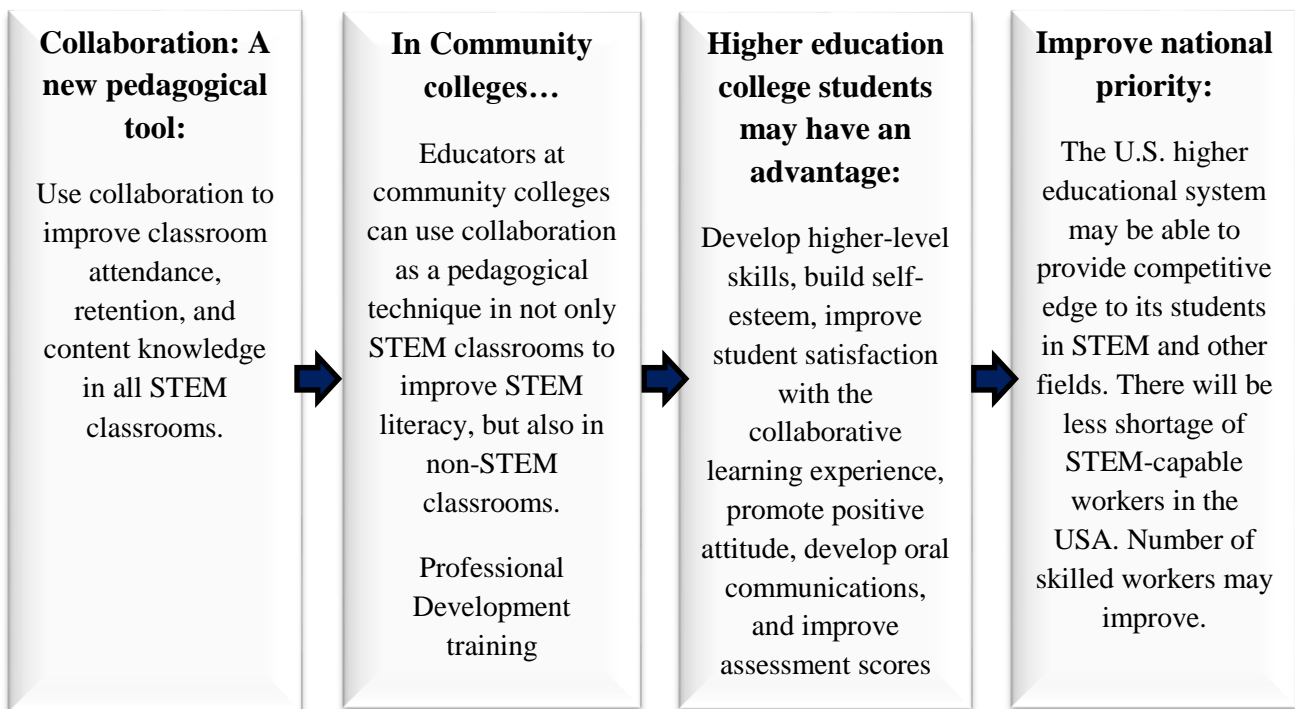 Collaboration: A
new pedagogical
tool:
Use collaboration to
improve classroom
attendance,
retention, and
content knowledge
in all STEM
classrooms.
In Community
colleges…
Educators at
community colleges
can use collaboration
as a pedagogical
technique in not only
STEM classrooms to
improve STEM
literacy, but also in
non-STEM
classrooms.
Professional
Development
training
Higher education
college students
may have an
advantage:
Develop higher-level
skills, build self-
esteem, improve
student satisfaction
with the
collaborative
learning experience,
promote positive
attitude, develop oral
communications,
and improve
assessment scores
Improve national
priority:
The U.S. higher
educational system
may be able to
provide competitive
edge to its students
in STEM and other
fields. There will be
less shortage of
STEM-capable
workers in the
USA. Number of
skilled workers may
improve.